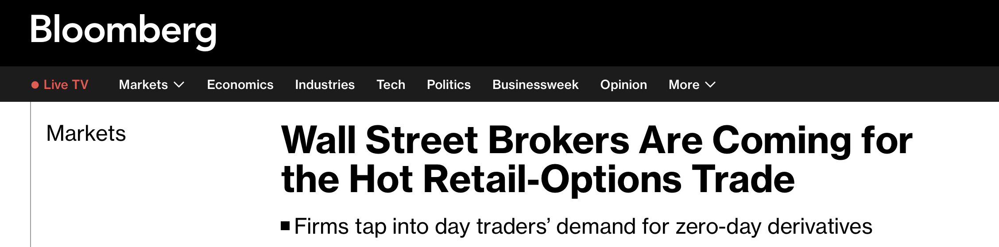 Bloomberg
Live TV Markets Economics Industries Tech Politics Businessweek Opinion More
Markets
Wall Street Brokers Are Coming for
the Hot Retail-Options Trade
Firms tap into day traders’ demand for zero-day derivatives